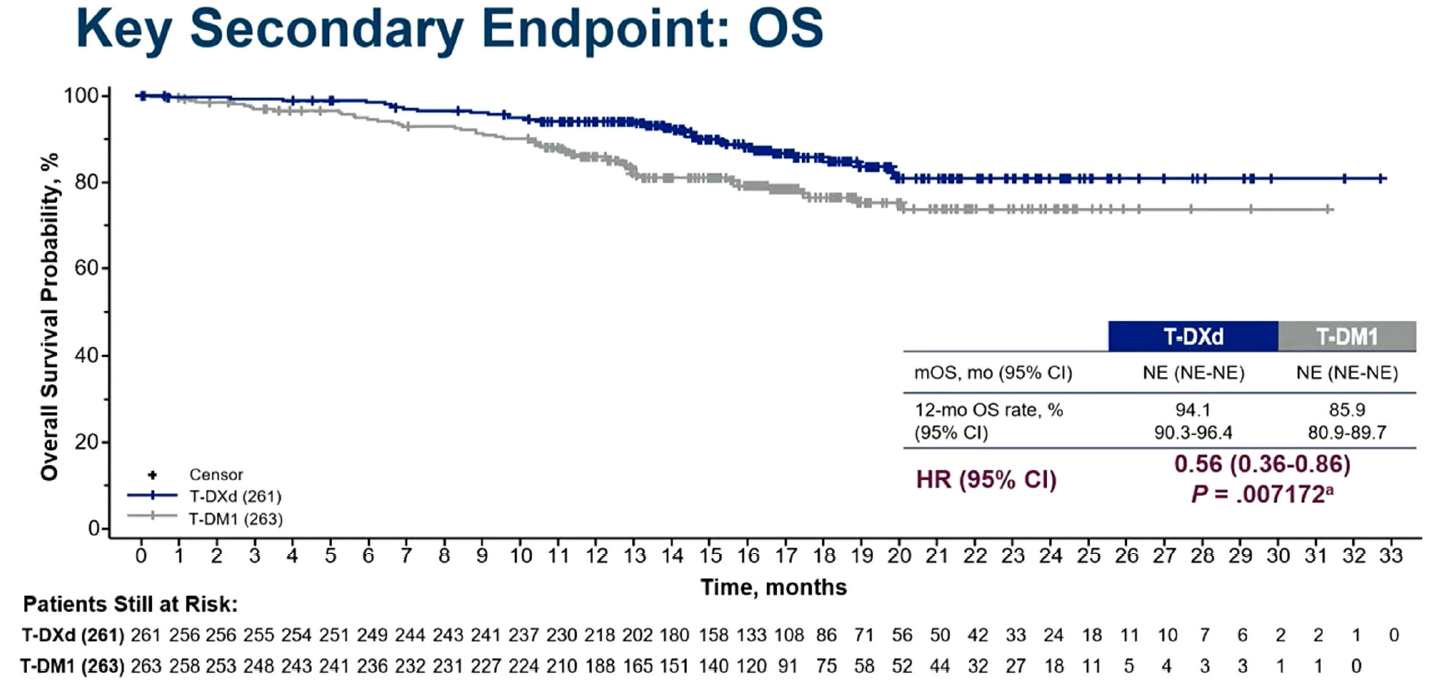 Key Secondary Endpoint: OS
Overall Survival Probability, %
100
80
60
40
20
0
T-DXd T-DM1
mOS, mo (95% CI) NE (NE-NE) NE (NE-NE)
12-mo OS rate, % 94.1 85.9
(95% CI) 90.3-96.4 80.9-89.7
HR (95% CI) 0.56 (0.36-0.86)
P = .007172ª
Censor
T-DXd (261)
T-DM1 (263)
0 1 2 3 4 5 6 7 8 9 10 11 12 13 14 15 16 17 18 19 20 21 22 23 24 25 26 27 28 29 30 31 32 33
Time, months
Patients Still at Risk:
T-DXd (261) 261 256 256 255 254 251 249 244 243 241 237 230 218 202 180 158 133 108 86 71 56 50 42 33 24 18 11 10 7 6 2 2 1 0
T-DM1 (263) 263 258 253 248 243 241 236 232 231 227 224 210 188 165 151 140 120 91 75 58 52 44 32 27 18 11 5 4 3 3 1 1 0